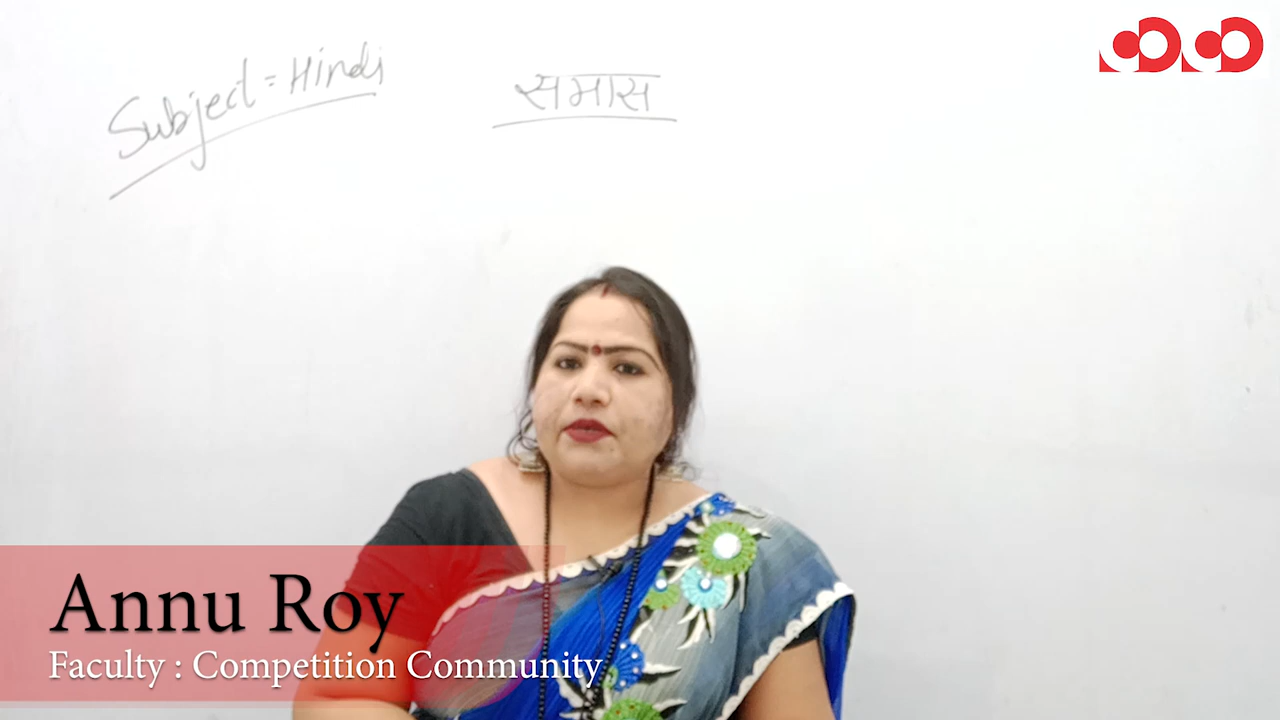 Subject = Hindi
समास
Annu Roy
Faculty : Competition Community